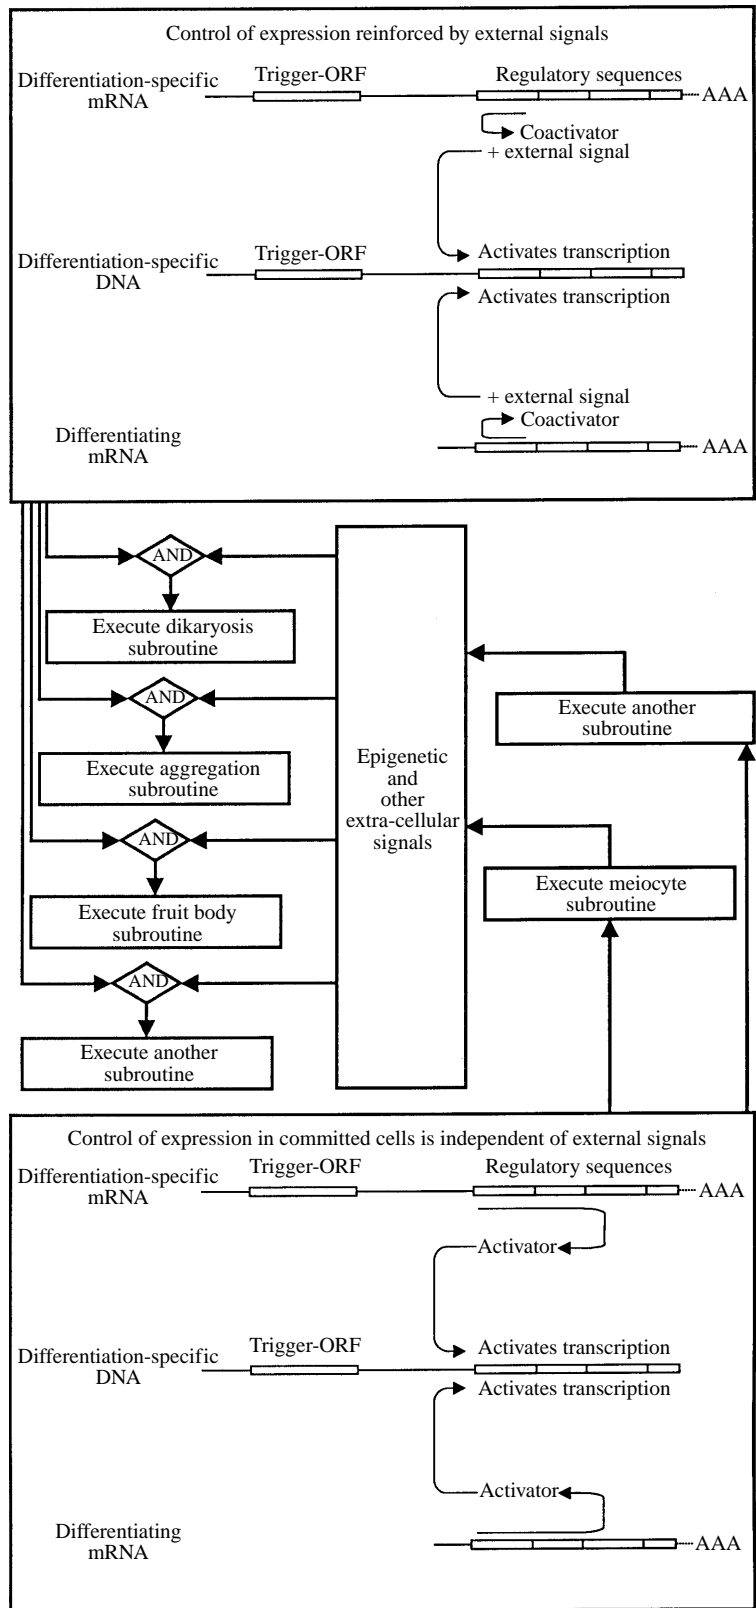 Control of expression reinforced by external signals
Differentiation-specific
mRNA
Trigger-ORF
Regulatory sequences
AAA
Coactivator
+ external signal
Differentiation-specific
DNA
Trigger-ORF
Activates transcription
Activates transcription
+ external signal
Coactivator
Differentiating
mRNA
AAA
AND
Execute dikaryosis
subroutine
AND
Execute aggregation
subroutine
AND
Execute fruit body
subroutine
AND
Execute another
subroutine
Epigenetic
and
other
extra-cellular
signals
Execute another
subroutine
Execute meiocyte
subroutine
Control of expression in committed cells is independent of external signals
Differentiation-specific
mRNA
Trigger-ORF
Regulatory sequences
AAA
Activator
Differentiation-specific
DNA
Trigger-ORF
Activates transcription
Activates transcription
Activator
Differentiating
mRNA
AAA